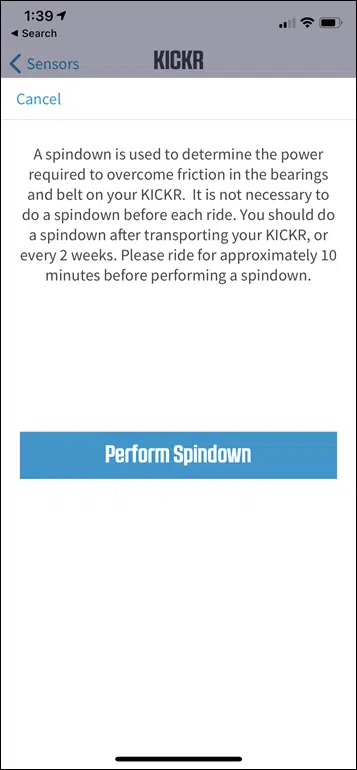 1:39
Search
Sensors
KICKR
Cancel
A spindown is used to determine the power
required to overcome friction in the bearings
and belt on your KICKR.  It is not necessary to
do a spindown before each ride. You should do
a spindown after transporting your KICKR, or
every 2 weeks. Please ride for approximately 10
minutes before performing a spindown.
Perform Spindown